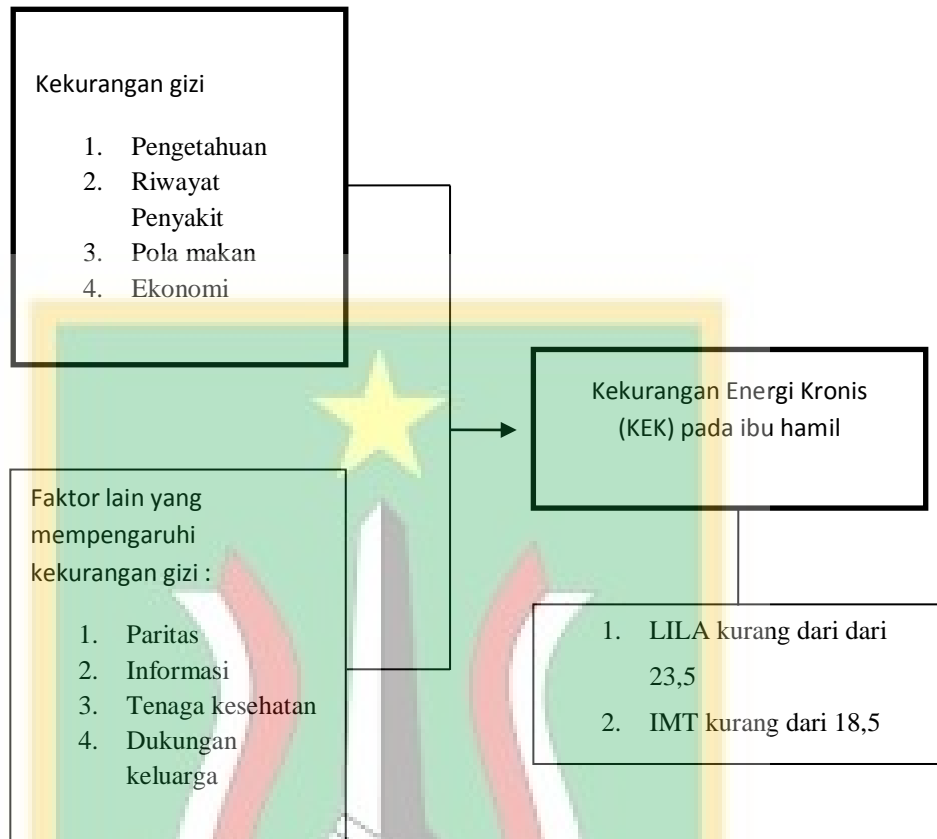 Kekurangan gizi
1. Pengetahuan
2. Riwayat
Penyakit
3. Pola makan
4. Ekonomi
Kekurangan Energi Kronis
(KEK) pada ibu hamil
Faktor lain yang
mempengaruhi
kekurangan gizi :
1. Paritas
2. Informasi
3. Tenaga kesehatan
4. Dukungan
keluarga
1. LILA kurang dari dari
23,5
2. IMT kurang dari 18,5